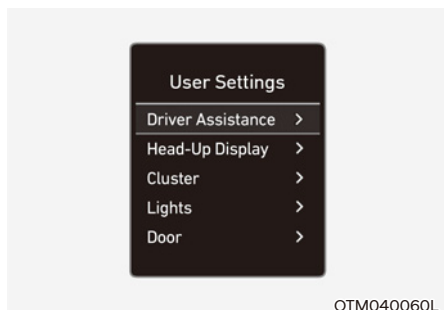 User Settings
Driver Assistance >
Head-Up Display >
Cluster >
Lights >
Door >
OTM040060L